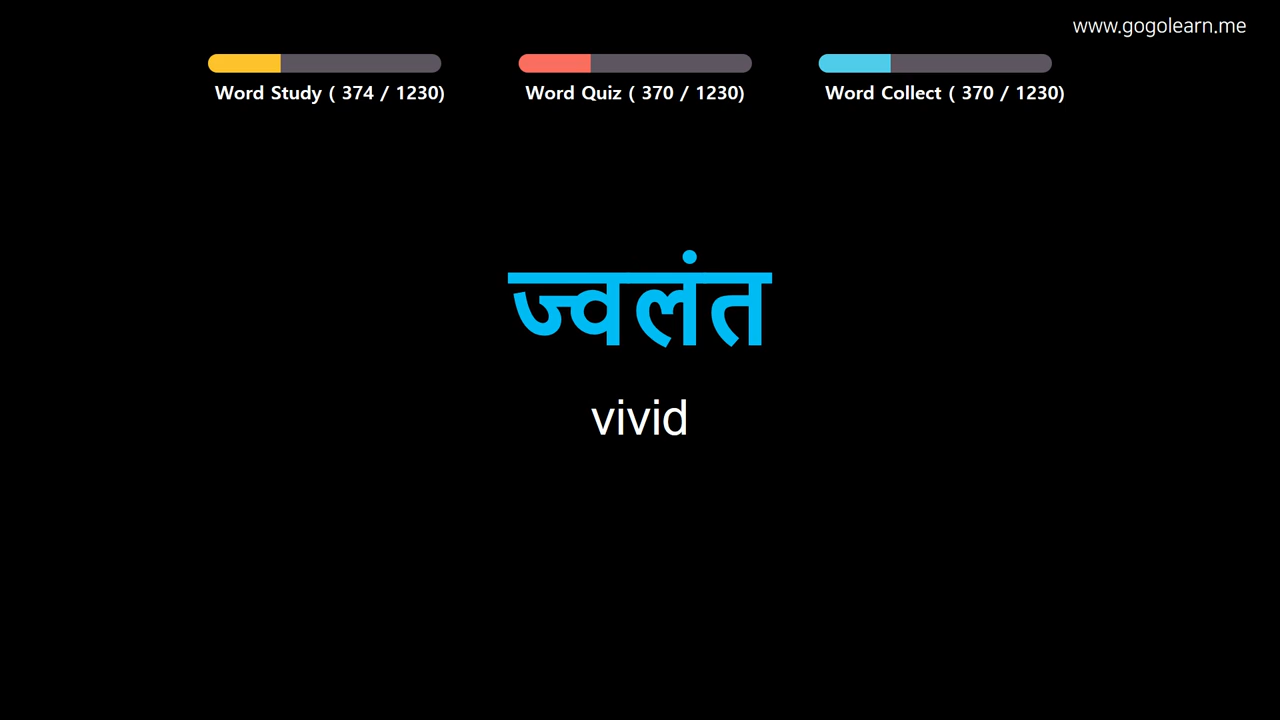 www.gogolearn.me
Word Study ( 374 / 1230)
Word Quiz ( 370 / 1230)
Word Collect ( 370 / 1230)
ज्वलंत
vivid